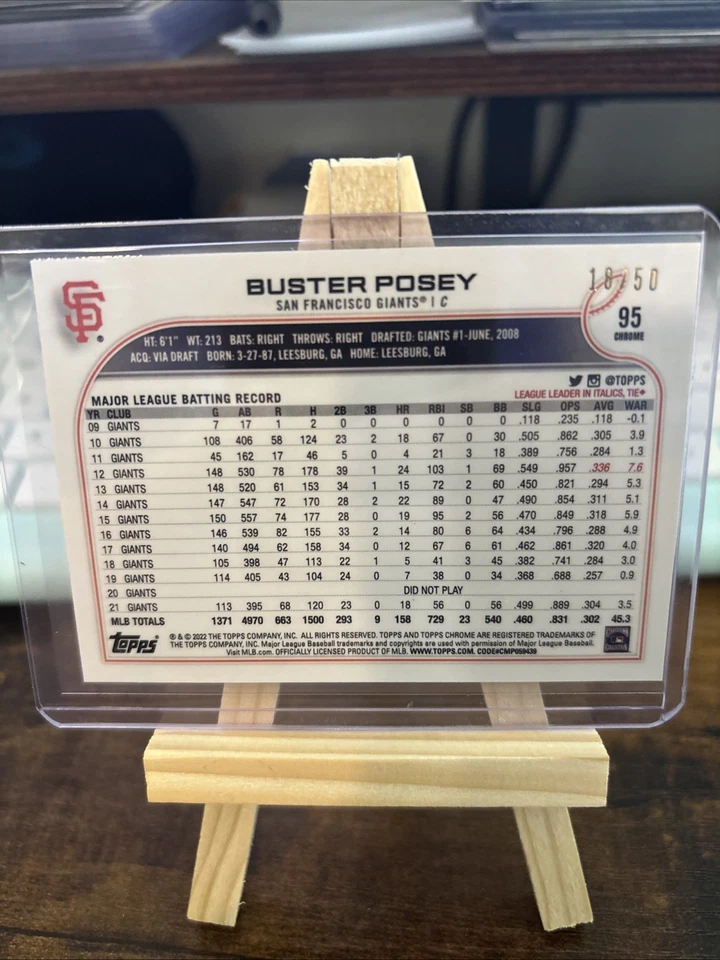 SF
BUSTER POSEY
SAN FRANCISCO GIANTS® | C
18/50
95
CHROME
HT: 6'1" WT: 213 BATS: RIGHT THROWS: RIGHT DRAFTED: GIANTS #1-JUNE, 2008
ACQ: VIA DRAFT BORN: 3-27-87, LEESBURG, GA HOME: LEESBURG, GA
@TOPPS
MAJOR LEAGUE BATTING RECORD LEAGUE LEADER IN ITALICS, TIE♦
YR CLUB G AB R H 2B 3B HR RBI SB BB SLG OPS AVG WAR
09 GIANTS 7 17 1 2 0 0 0 0 0 0 .118 .235 .118 -0.1
10 GIANTS 108 406 58 124 23 2 18 67 0 30 .505 .862 .305 3.9
11 GIANTS 45 162 17 46 5 0 4 21 3 18 .389 .756 .284 1.3
12 GIANTS 148 530 78 178 39 1 24 103 1 69 .549 .957 .336 7.6
13 GIANTS 148 520 61 153 34 1 15 72 2 60 .450 .821 .294 5.3
14 GIANTS 147 547 72 170 28 2 22 89 0 47 .490 .854 .311 5.1
15 GIANTS 150 557 74 177 28 0 19 95 2 56 .470 .849 .318 5.9
16 GIANTS 146 539 82 155 33 2 14 80 6 64 .434 .796 .288 4.9
17 GIANTS 140 494 62 158 34 0 12 67 6 61 .462 .861 .320 4.0
18 GIANTS 105 398 47 113 22 1 5 41 3 45 .382 .741 .284 3.0
19 GIANTS 114 405 43 104 24 0 7 38 0 34 .368 .688 .257 0.9
20 GIANTS DID NOT PLAY
21 GIANTS 113 395 68 120 23 0 18 56 0 56 .499 .889 .304 3.5
MLB TOTALS 1371 4970 663 1500 293 9 158 729 23 540 .460 .831 .302 45.3
Topps
® & © 2022 THE TOPPS COMPANY, INC. ALL RIGHTS RESERVED. TOPPS AND TOPPS CHROME ARE REGISTERED TRADEMARKS OF
THE TOPPS COMPANY, INC. Major League Baseball trademarks and copyrights are used with permission of Major League Baseball.
Visit MLB.com. OFFICIALLY LICENSED PRODUCT OF MLB. WWW.TOPPS.COM. CODE#CMP059439